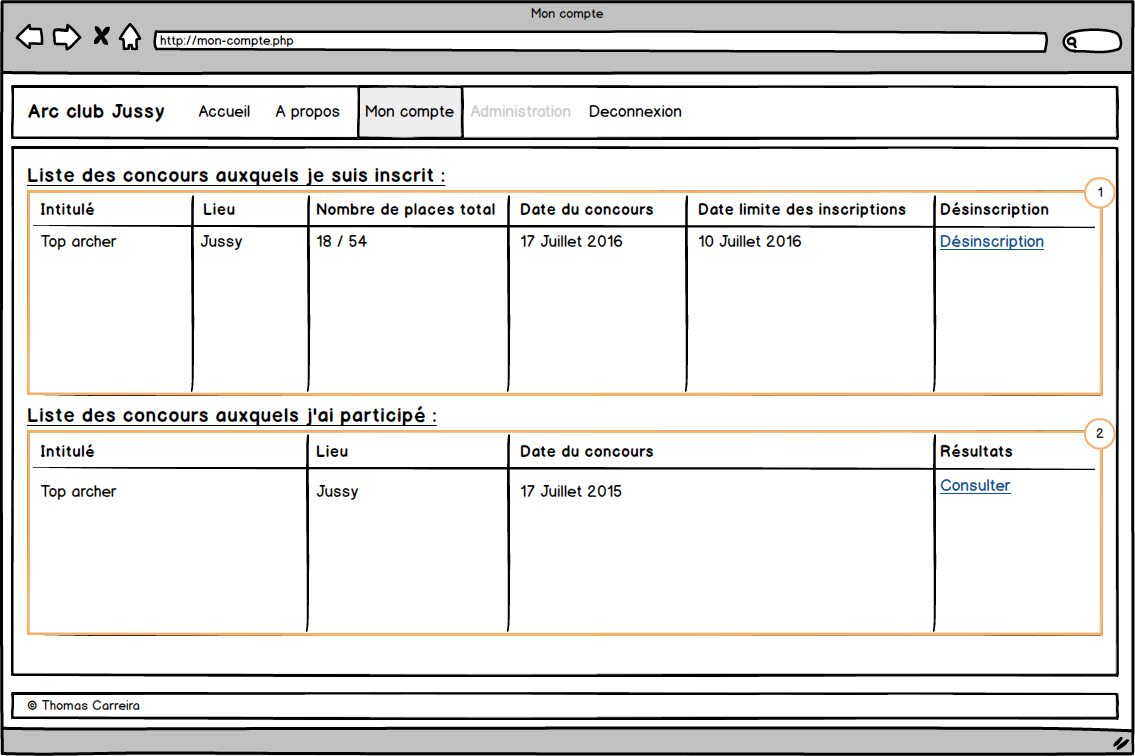 Mon compte
http://mon-compte.php
Arc club Jussy Accueil A propos Mon compte Administration Deconnexion
Liste des concours auxquels je suis inscrit :
1
Intitulé Lieu Nombre de places total Date du concours Date limite des inscriptions Désinscription
Top archer Jussy 18 / 54 17 Juillet 2016 10 Juillet 2016 Désinscription
Liste des concours auxquels j'ai participé :
2
Intitulé Lieu Date du concours Résultats
Top archer Jussy 17 Juillet 2015 Consulter
© Thomas Carreira